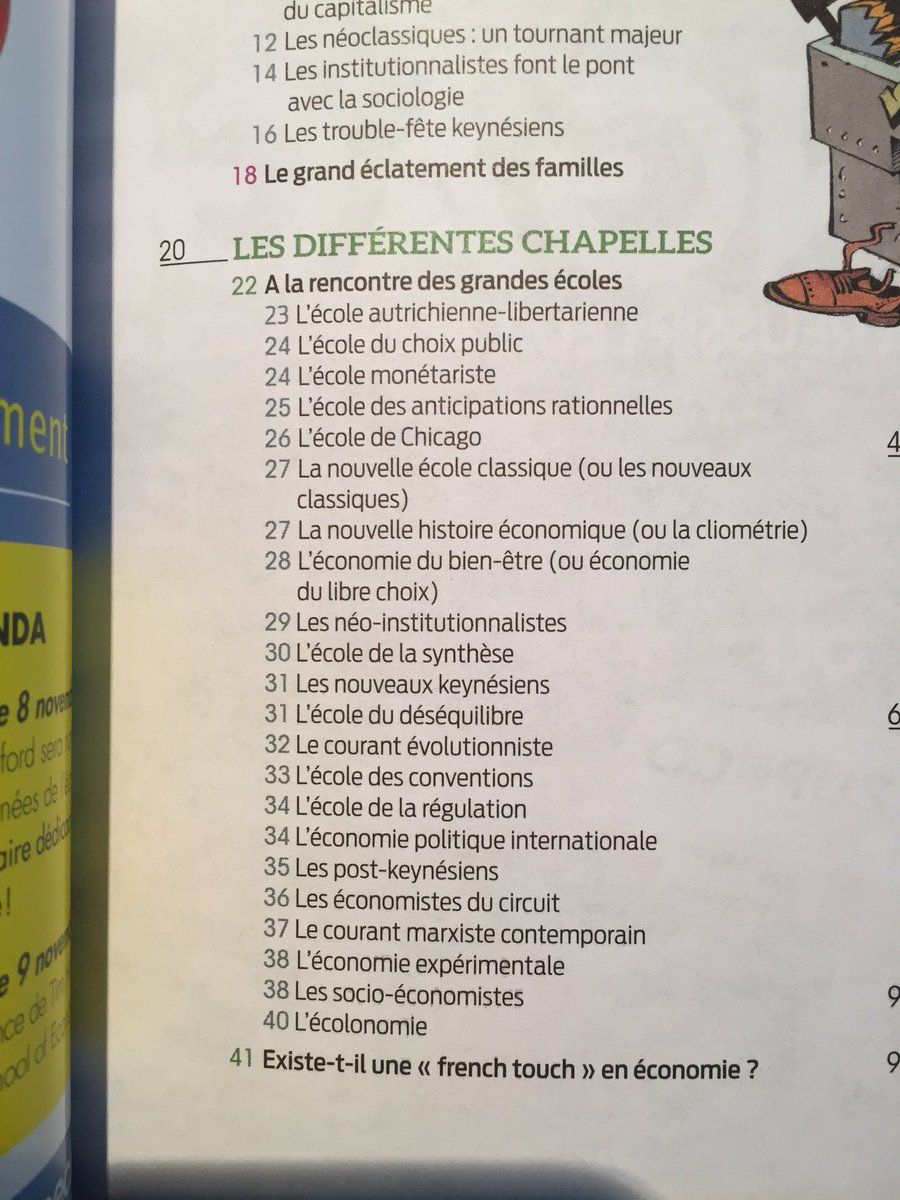 du capitalisme
12 Les néoclassiques : un tournant majeur
14 Les institutionnalistes font le pont
avec la sociologie
16 Les trouble-fête keynésiens
18 Le grand éclatement des familles
20 LES DIFFÉRENTES CHAPELLES
22 A la rencontre des grandes écoles
23 L'école autrichienne-libertarienne
24 L'école du choix public
24 L'école monétariste
25 L'école des anticipations rationnelles
26 L'école de Chicago
27 La nouvelle école classique (ou les nouveaux
classiques)
27 La nouvelle histoire économique (ou la cliométrie)
28 L'économie du bien-être (ou économie
du libre choix)
29 Les néo-institutionnalistes
30 L'école de la synthèse
31 Les nouveaux keynésiens
31 L'école du déséquilibre
32 Le courant évolutionniste
33 L'école des conventions
34 L'école de la régulation
34 L'économie politique internationale
35 Les post-keynésiens
36 Les économistes du circuit
37 Le courant marxiste contemporain
38 L'économie expérimentale
38 Les socio-économistes
40 L'écolonomie
41 Existe-t-il une « french touch » en économie ?
ment
NDA
e 8 novem
ford sero
nées de l'é
aire dédic
e !
e 9 novem
nce de Tim
hool of Eco
4
6
9
9